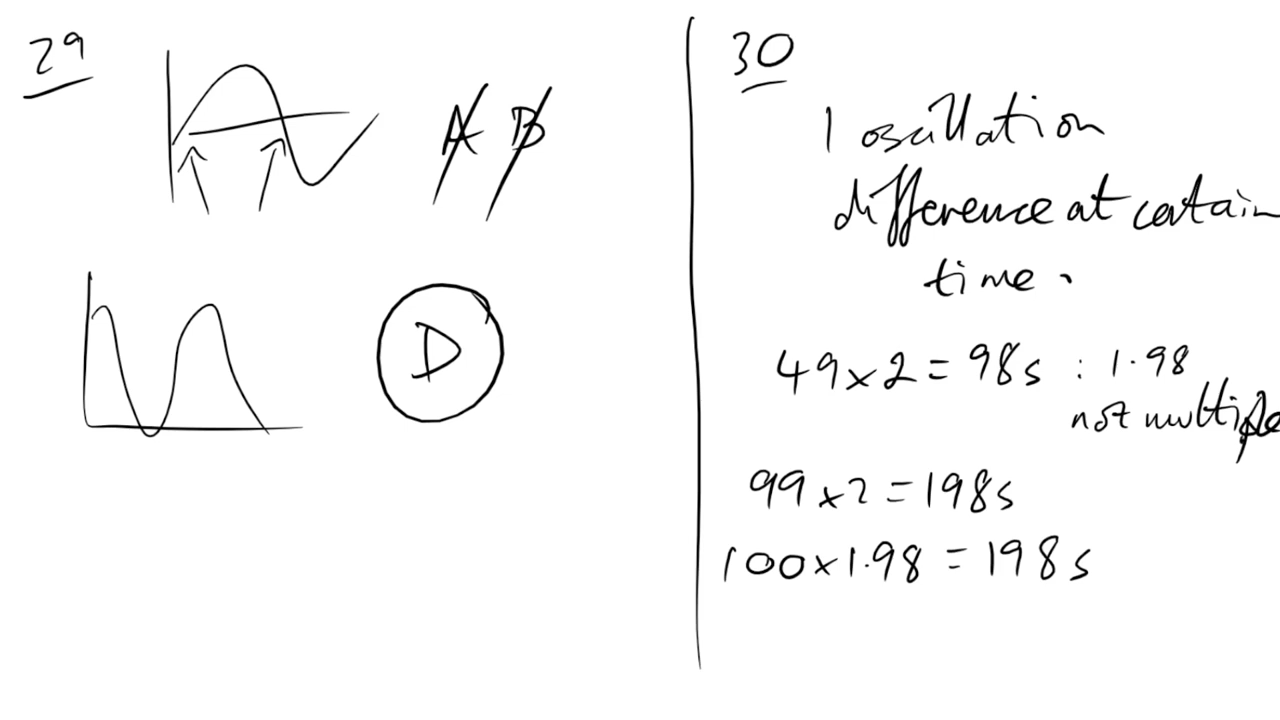 29
A B
D
30
1 oscillation
difference at certain
time.
49×2=98s : 1.98
not multiple
99×2=198s
100×1.98=198s